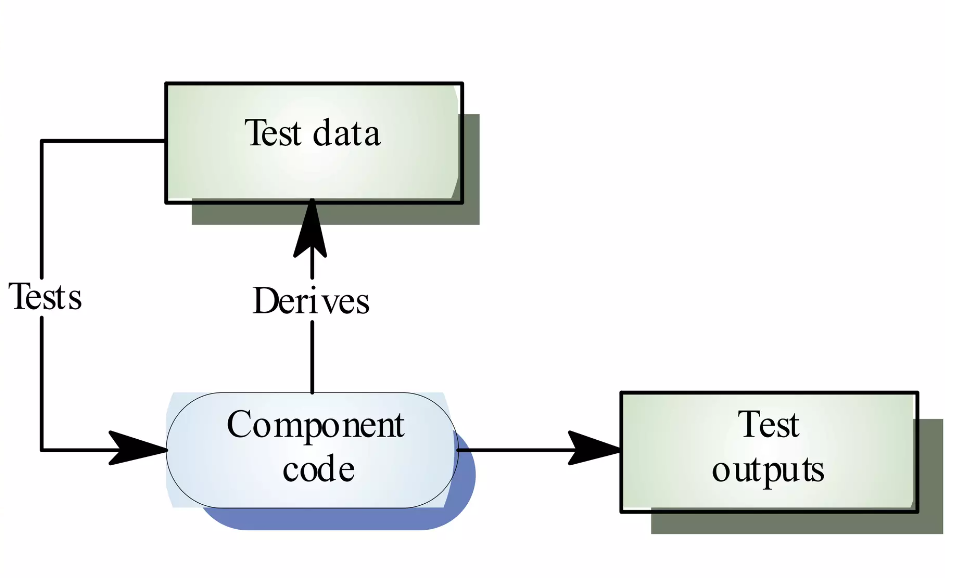 Test data
Tests
Derives
Component
code
Test
outputs